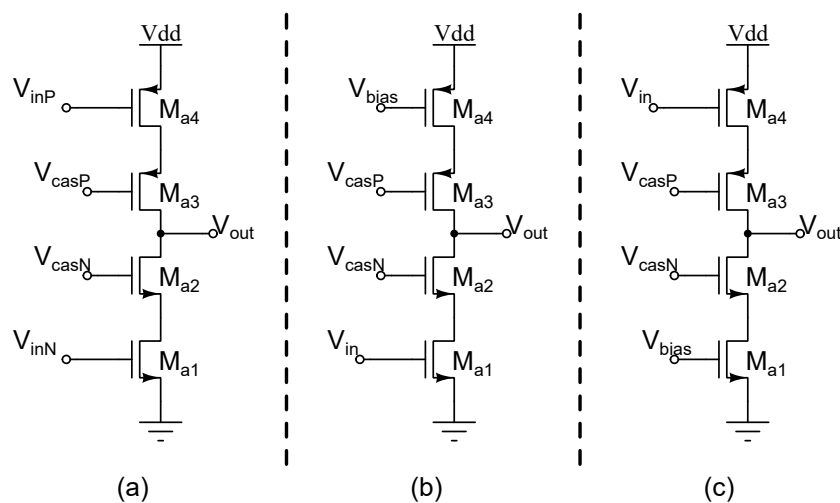 Vdd
V_inP
M_a4
V_casP
M_a3
V_out
V_casN
M_a2
V_inN
M_a1
(a)
Vdd
V_bias
M_a4
V_casP
M_a3
V_out
V_casN
M_a2
V_in
M_a1
(b)
Vdd
V_in
M_a4
V_casP
M_a3
V_out
V_casN
M_a2
V_bias
M_a1
(c)